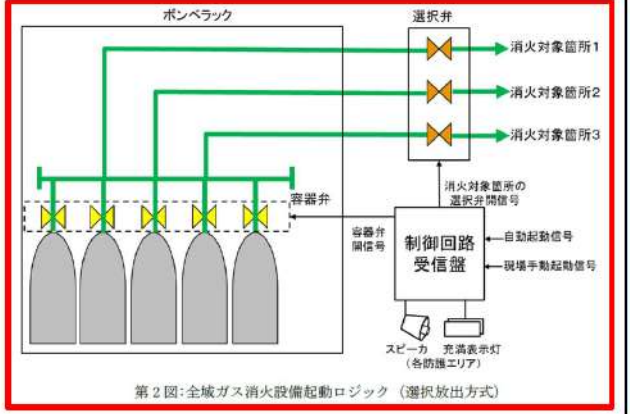 ボンベラック
選択弁
消火対象箇所1
消火対象箇所2
消火対象箇所3
容器弁
消火対象箇所の
選択弁開信号
容器弁
開信号
制御回路
受信盤
自動起動信号
現場手動起動信号
スピーカ 充満表示灯
(各防護エリア)
第2図:全域ガス消火設備起動ロジック (選択放出方式)